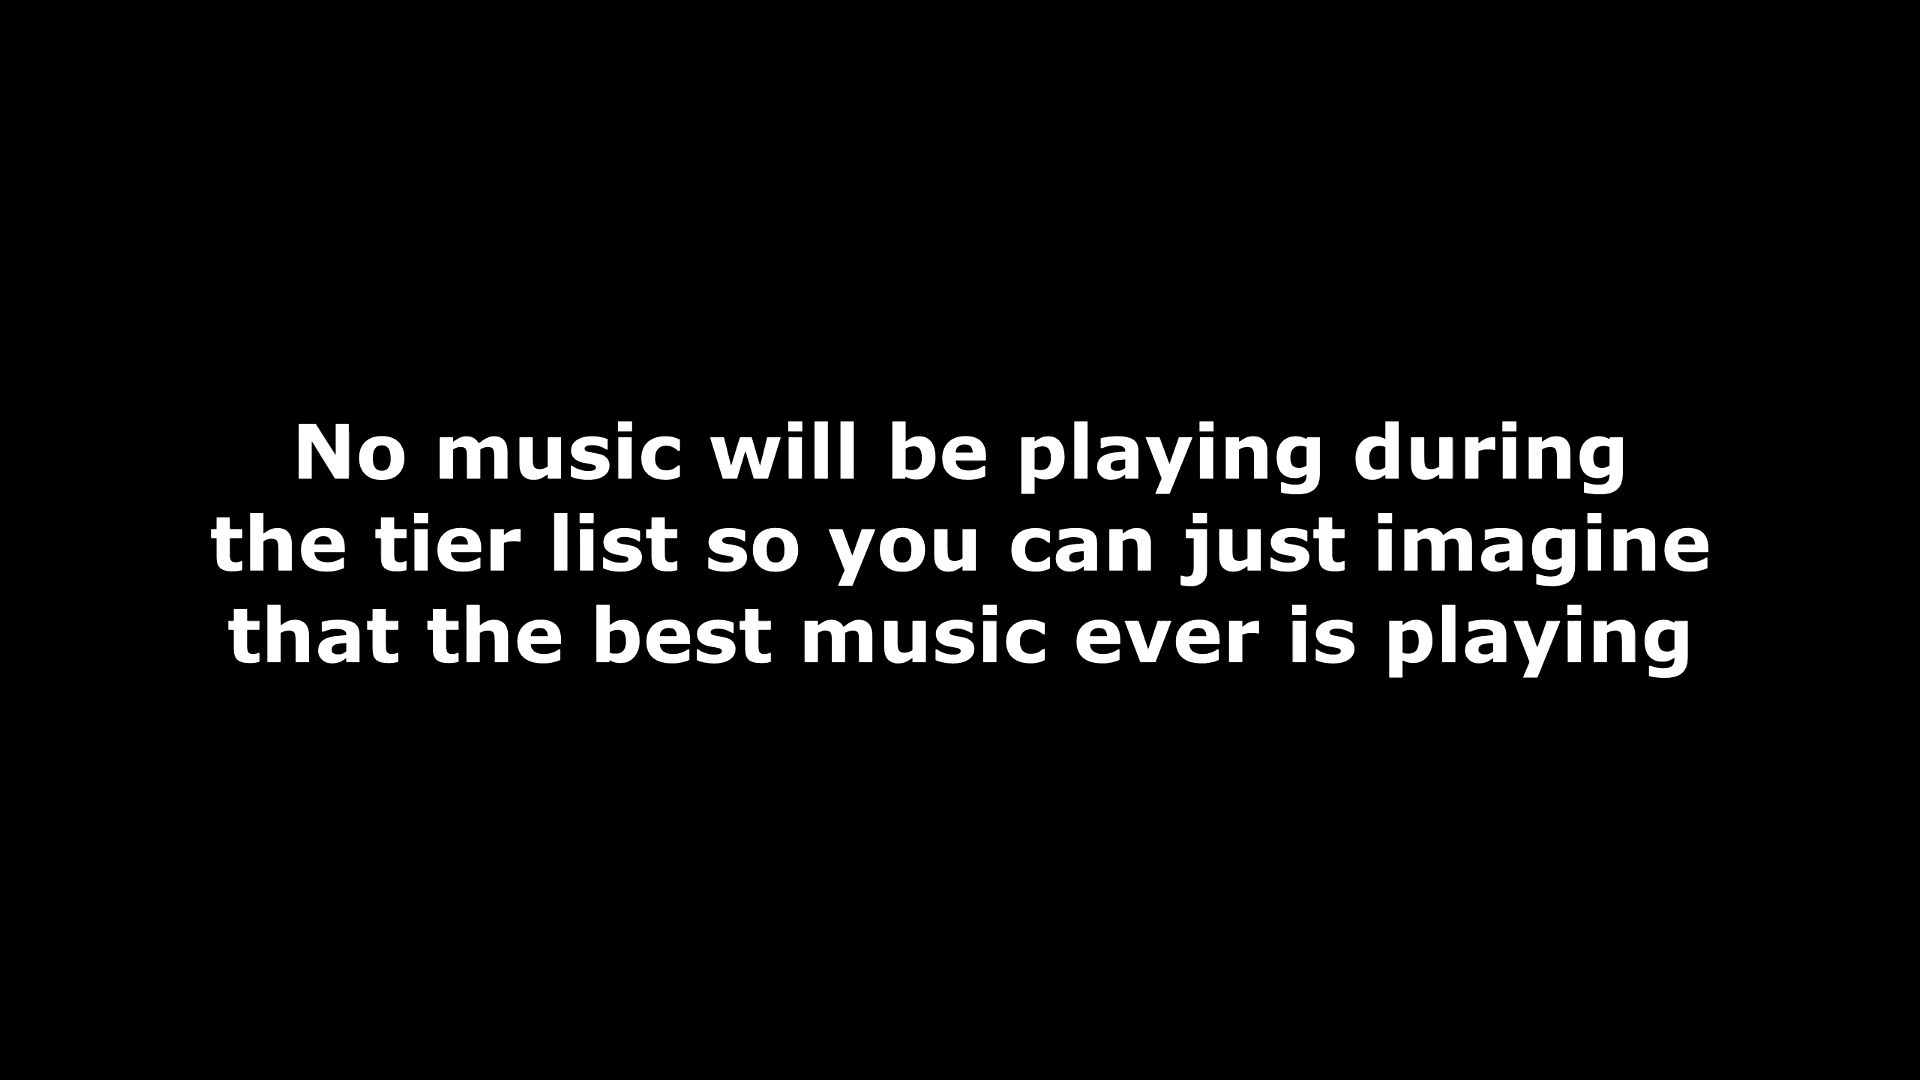 No music will be playing during
the tier list so you can just imagine
that the best music ever is playing